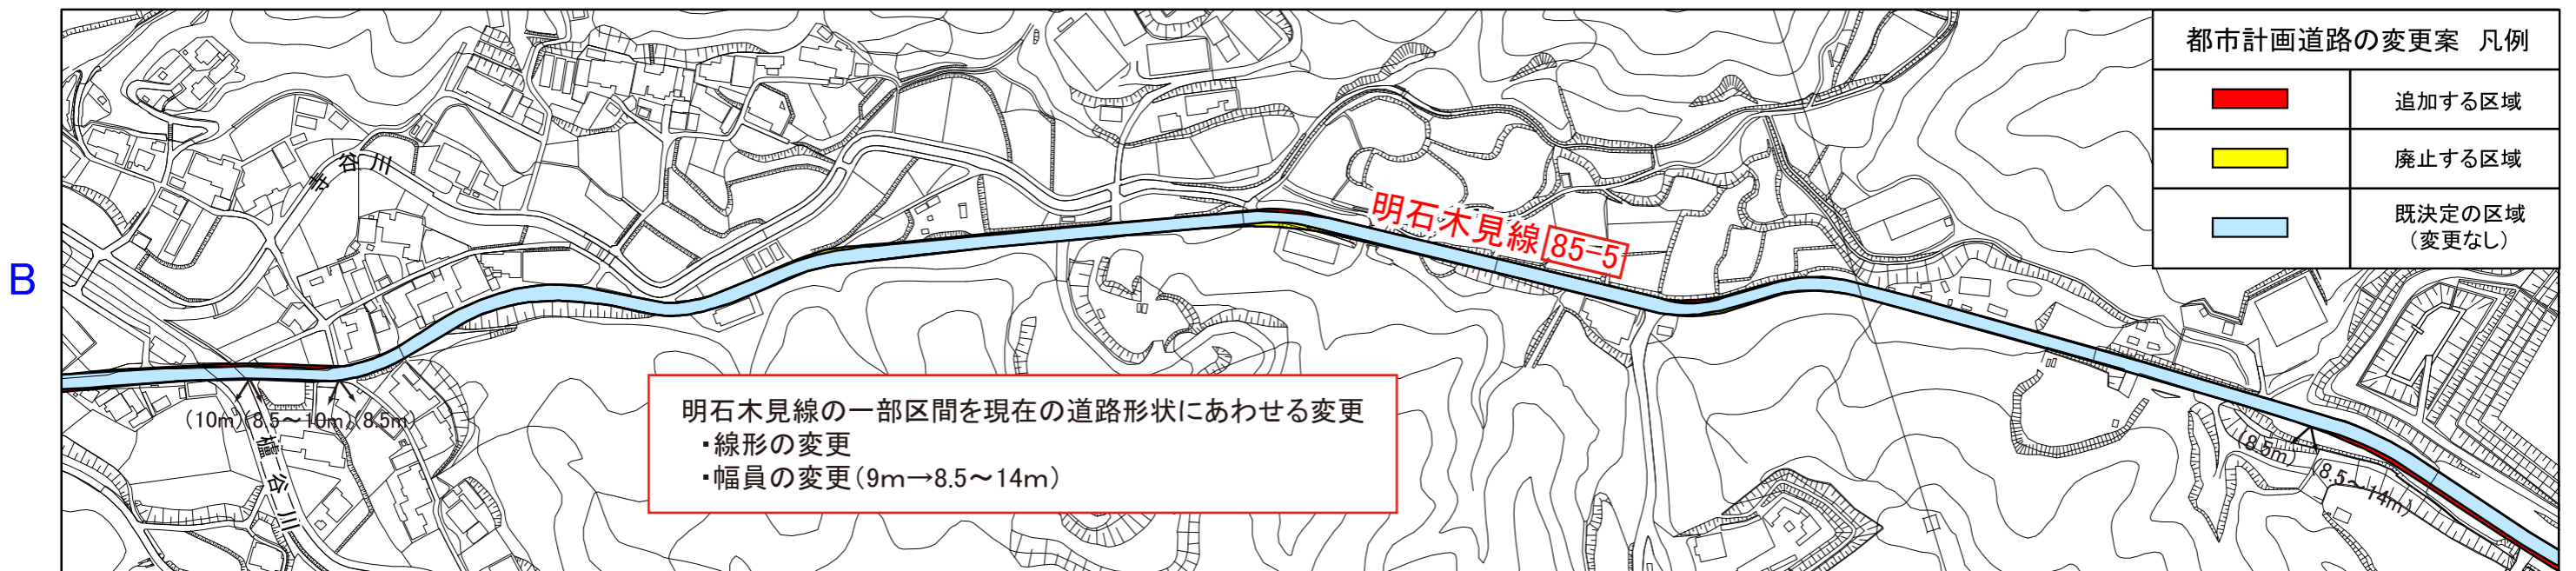 都市計画道路の変更案 凡例
追加する区域
廃止する区域
既決定の区域
(変更なし)
B
寺谷川
明石木見線 85-5
(10m)(8.5～10m)(8.5m)
櫨谷川
明石木見線の一部区間を現在の道路形状にあわせる変更
・線形の変更
・幅員の変更(9m→8.5～14m)
(8.5m)
(8.5～14m)